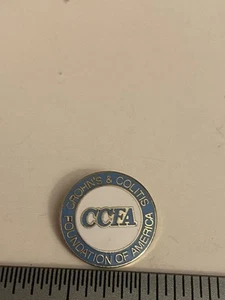 CROHN'S & COLITIS
CCFA
FOUNDATION OF AMERICA